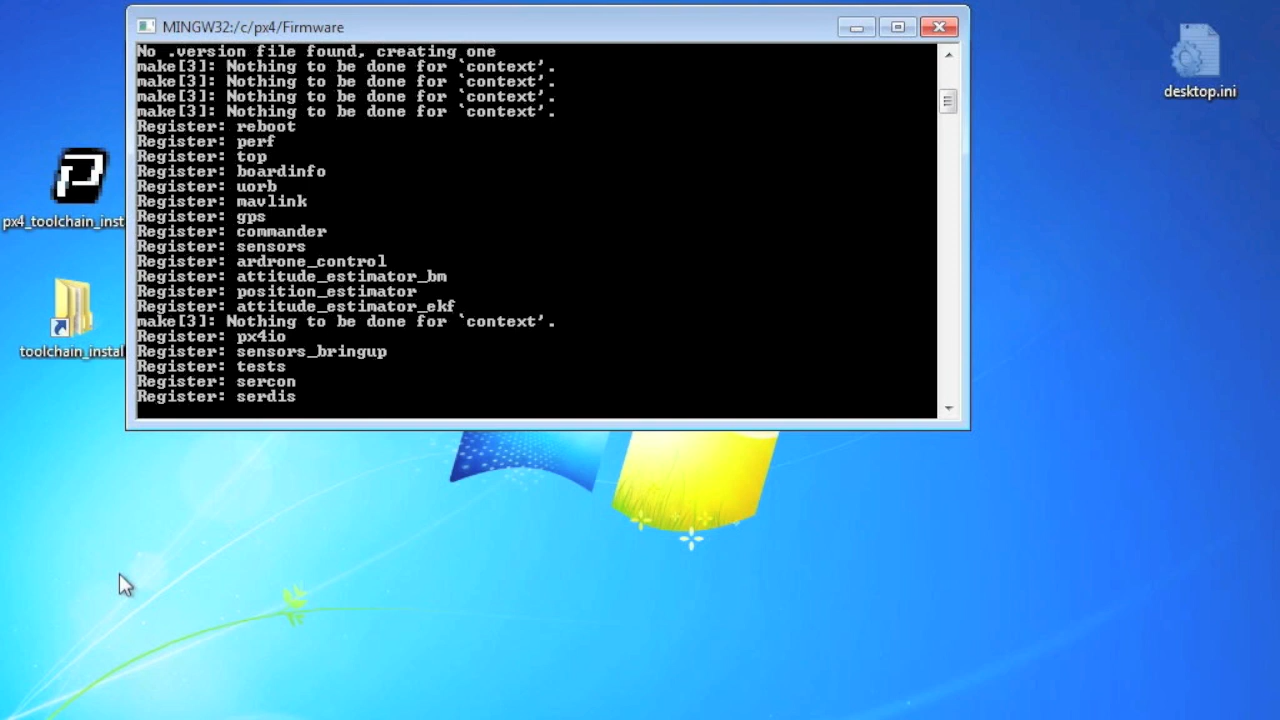 MINGW32:/c/px4/Firmware
No .version file found, creating one
make[3]: Nothing to be done for `context'.
make[3]: Nothing to be done for `context'.
make[3]: Nothing to be done for `context'.
make[3]: Nothing to be done for `context'.
Register: reboot
Register: perf
Register: top
Register: boardinfo
Register: uorb
Register: mavlink
Register: gps
Register: commander
Register: sensors
Register: ardrone_control
Register: attitude_estimator_bm
Register: position_estimator
Register: attitude_estimator_ekf
make[3]: Nothing to be done for `context'.
Register: px4io
Register: sensors_bringup
Register: tests
Register: sercon
Register: serdis
px4_toolchain_inst
toolchain_instal
desktop.ini